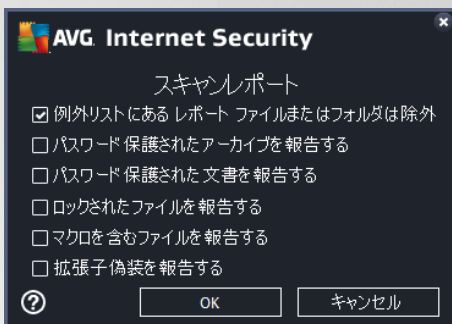 AVG Internet Security
スキャンレポート
例外リストにある レポート ファイルまたはフォルダは除外
パスワード保護されたアーカイブを報告する
パスワード保護された文書を報告する
ロックされたファイルを報告する
マクロを含むファイルを報告する
拡張子偽装を報告する
OK
キャンセル